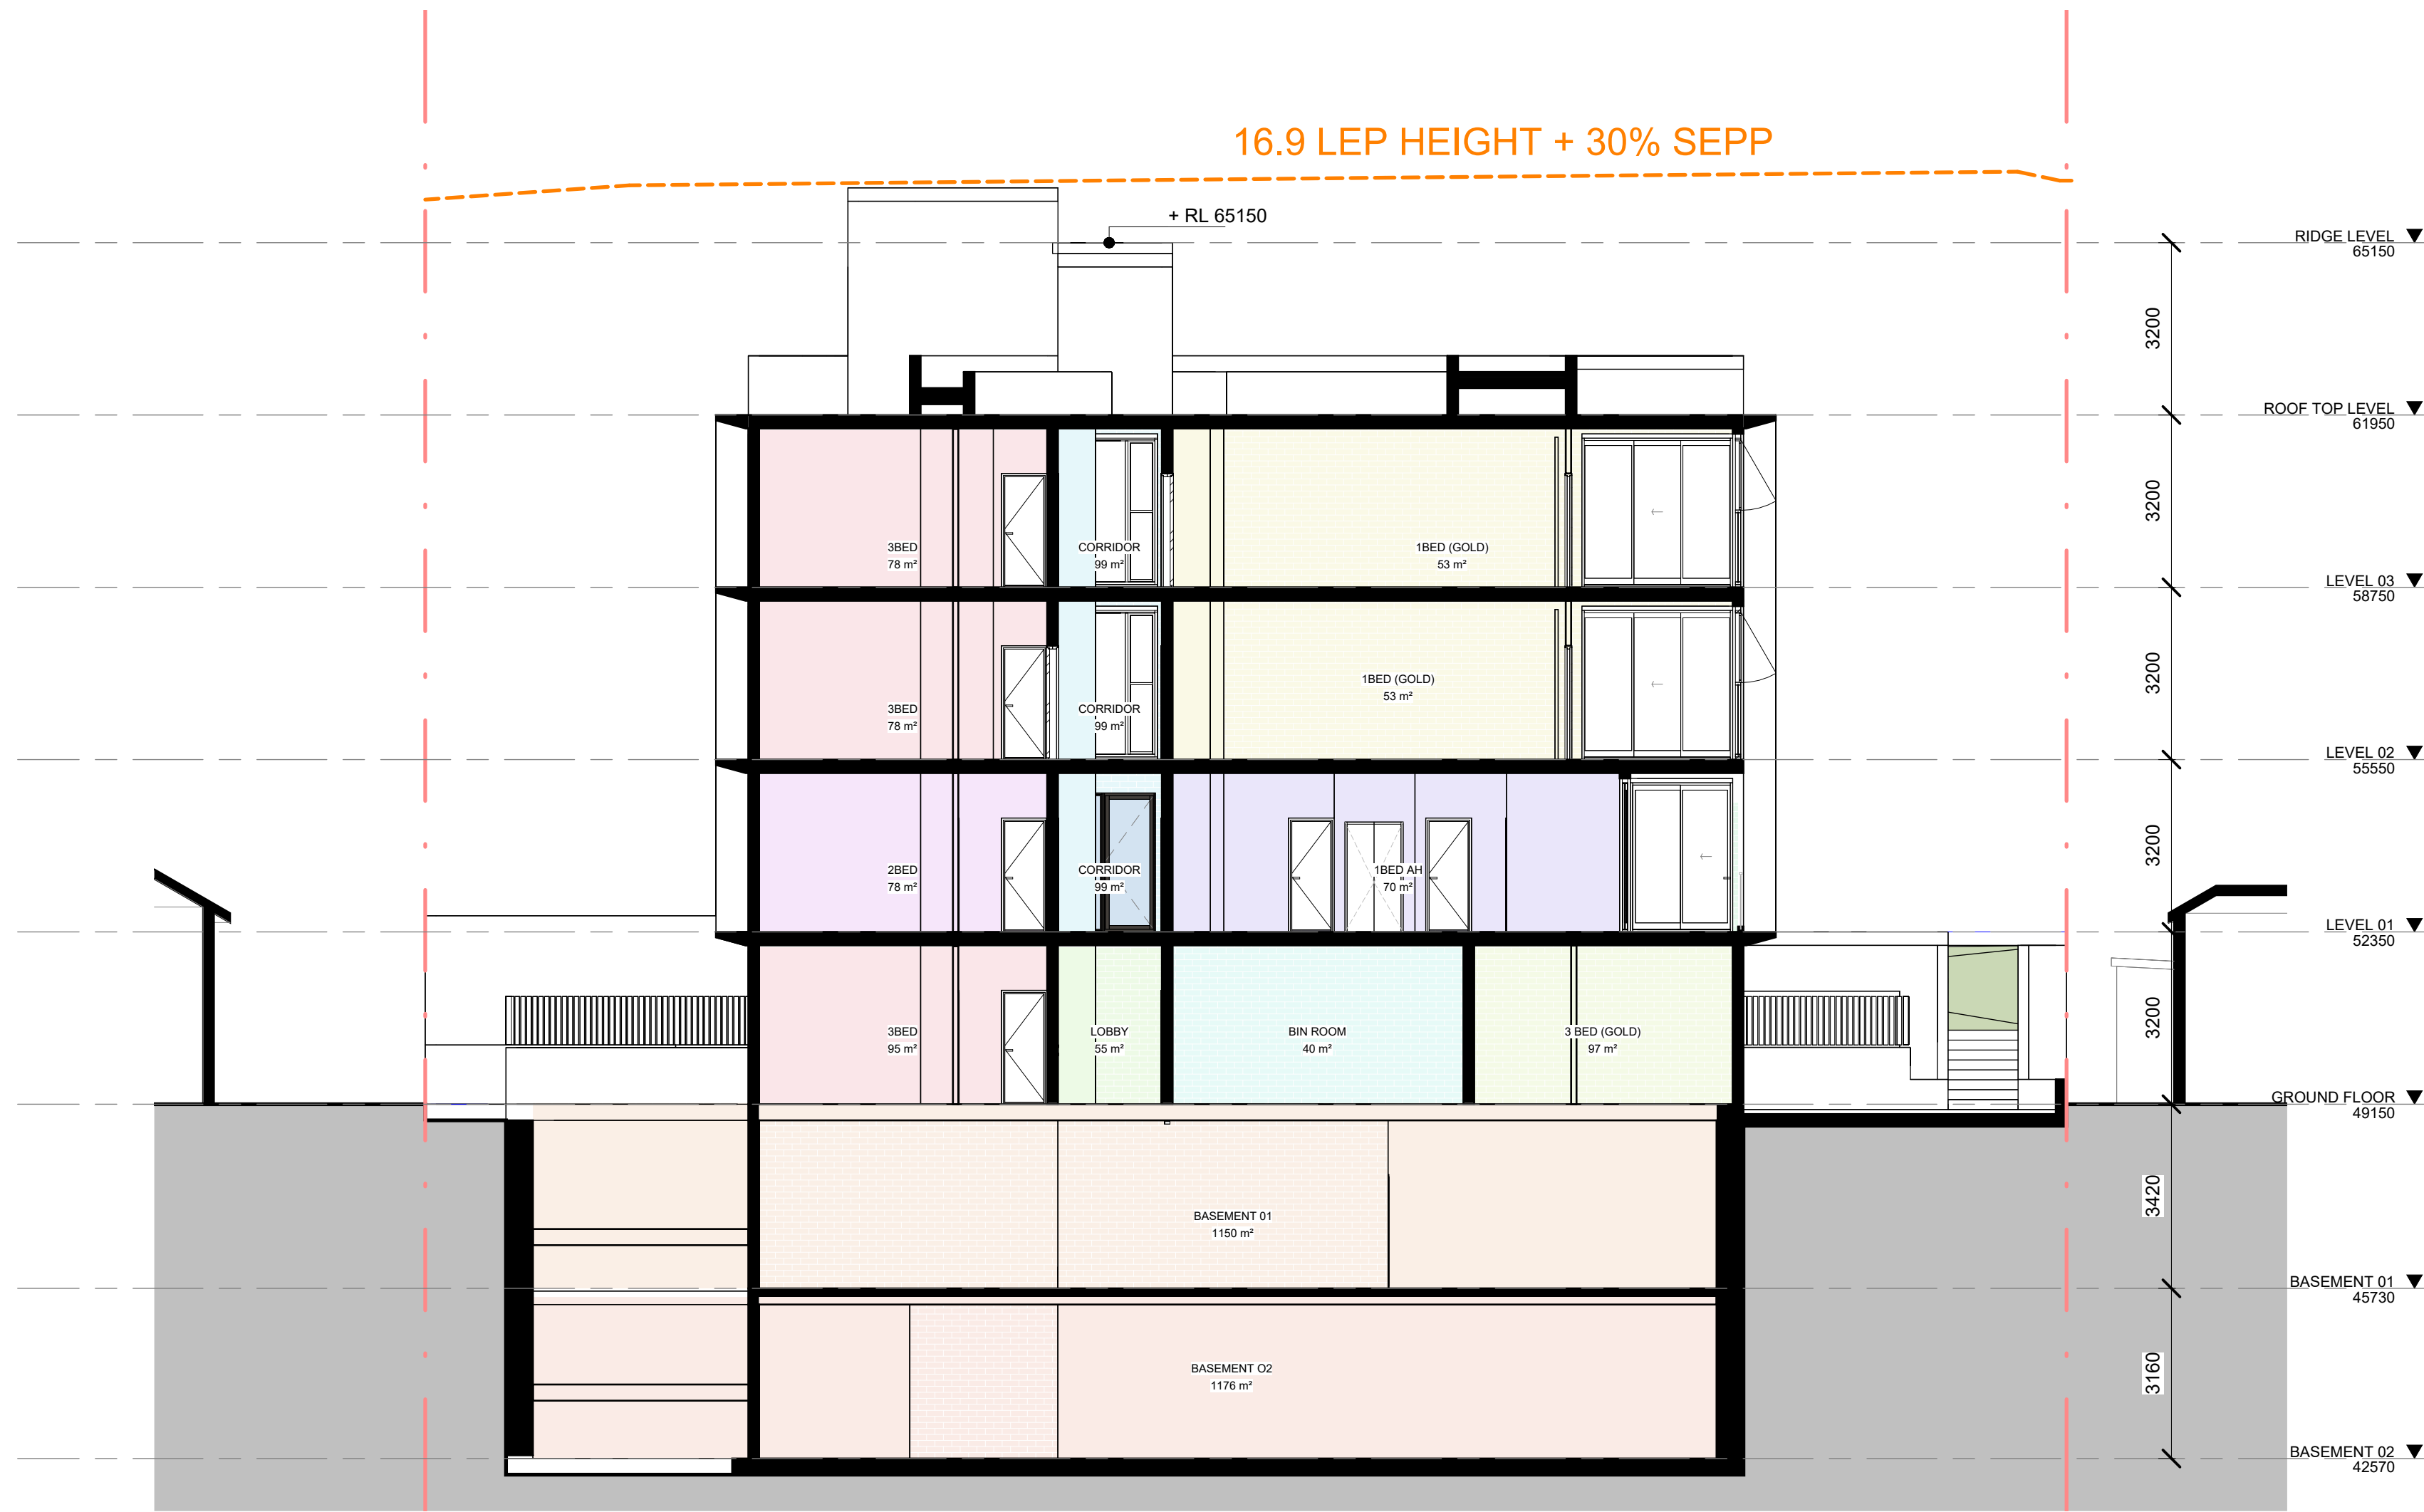 16.9 LEP HEIGHT + 30% SEPP
+ RL 65150
RIDGE LEVEL
65150
3200
ROOF TOP LEVEL
61950
3200
3BED
78 m²
CORRIDOR
99 m²
1BED (GOLD)
53 m²
LEVEL 03
58750
3200
3BED
78 m²
CORRIDOR
99 m²
1BED (GOLD)
53 m²
LEVEL 02
55550
3200
2BED
78 m²
CORRIDOR
99 m²
1BED AH
70 m²
LEVEL 01
52350
3200
3BED
95 m²
LOBBY
55 m²
BIN ROOM
40 m²
3 BED (GOLD)
97 m²
GROUND FLOOR
49150
3420
BASEMENT 01
1150 m²
BASEMENT 01
45730
3160
BASEMENT O2
1176 m²
BASEMENT 02
42570